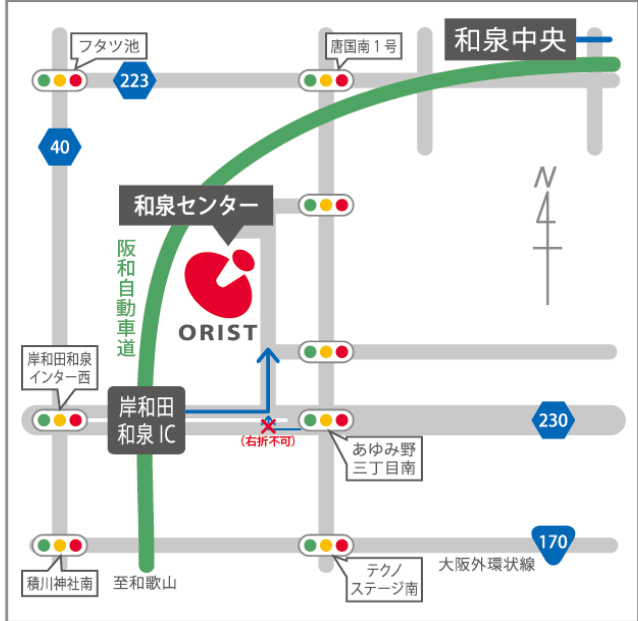 フタツ池
唐国南1号
和泉中央
223
40
N
和泉センター
阪和自動車道
ORIST
岸和田和泉
インター西
岸和田
和泉IC
(右折不可)
あゆみ野
三丁目南
230
170
大阪外環状線
積川神社南
至和歌山
テクノ
ステージ南